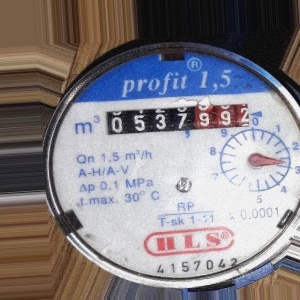 profit® 1,5
m³ 0537992
Qn 1,5 m³/h
A-H/A-V
Δp 0.1 MPa
t.max. 30° C
RP
T-sk 1-11
x 0,0001
HLS®
4157042